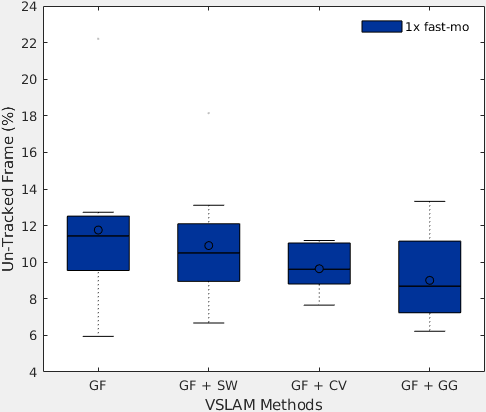 24
22
20
18
16
14
12
10
8
6
4
Un-Tracked Frame (%)
1x fast-mo
GF
GF + SW
GF + CV
GF + GG
VSLAM Methods